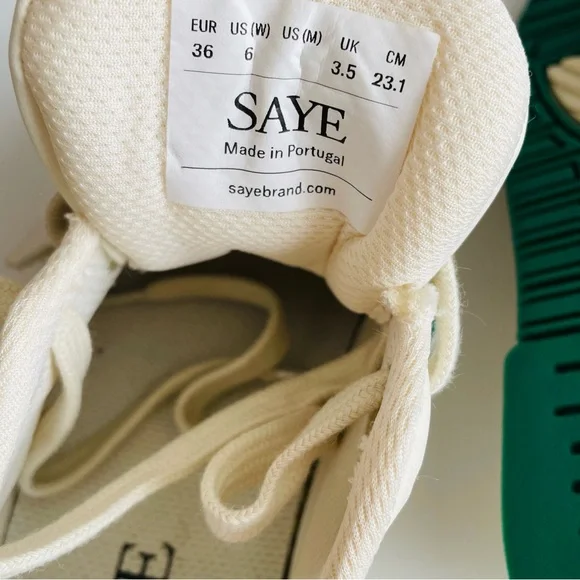 EUR US (W) US (M) UK CM
36 6 3.5 23.1
SAYE
Made in Portugal
sayebrand.com